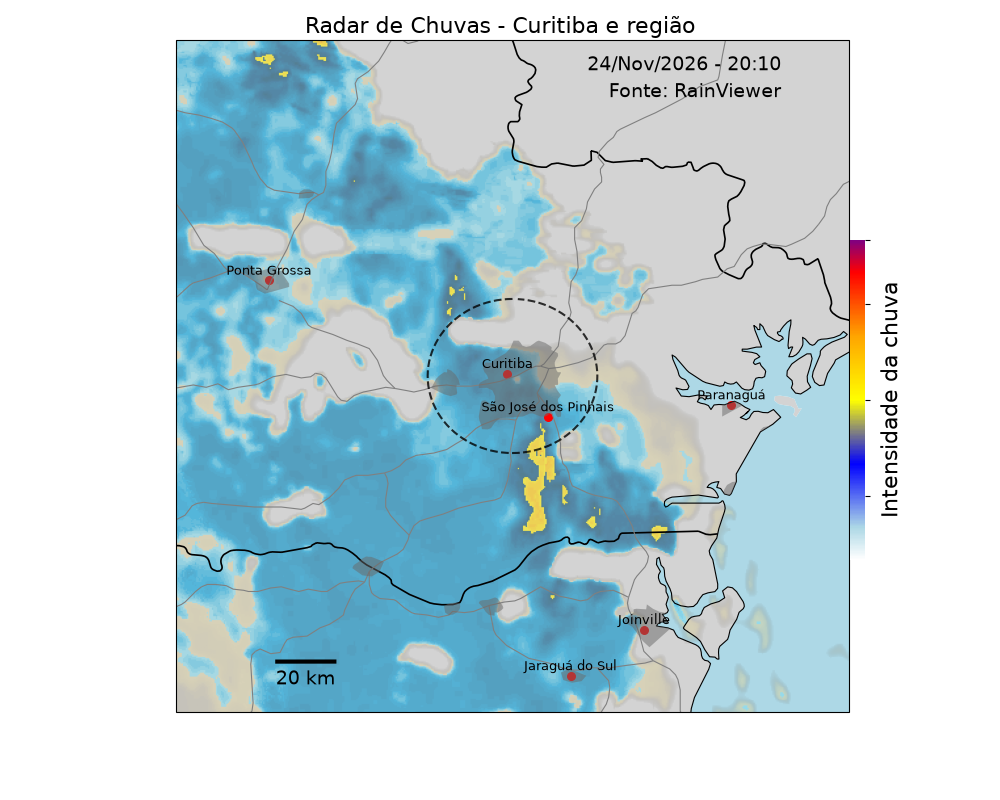 Radar de Chuvas - Curitiba e região
24/Nov/2026 - 20:10
Fonte: RainViewer
Ponta Grossa
Curitiba
Paranaguá
São José dos Pinhais
Joinville
Jaraguá do Sul
20 km
Intensidade da chuva